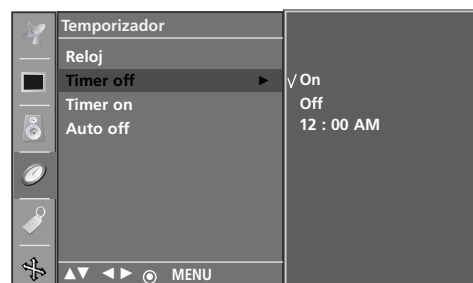 Temporizador
Reloj
Timer off ►
Timer on
Auto off
▲▼ ◄► ⦿ MENU
√ On
Off
12 : 00 AM